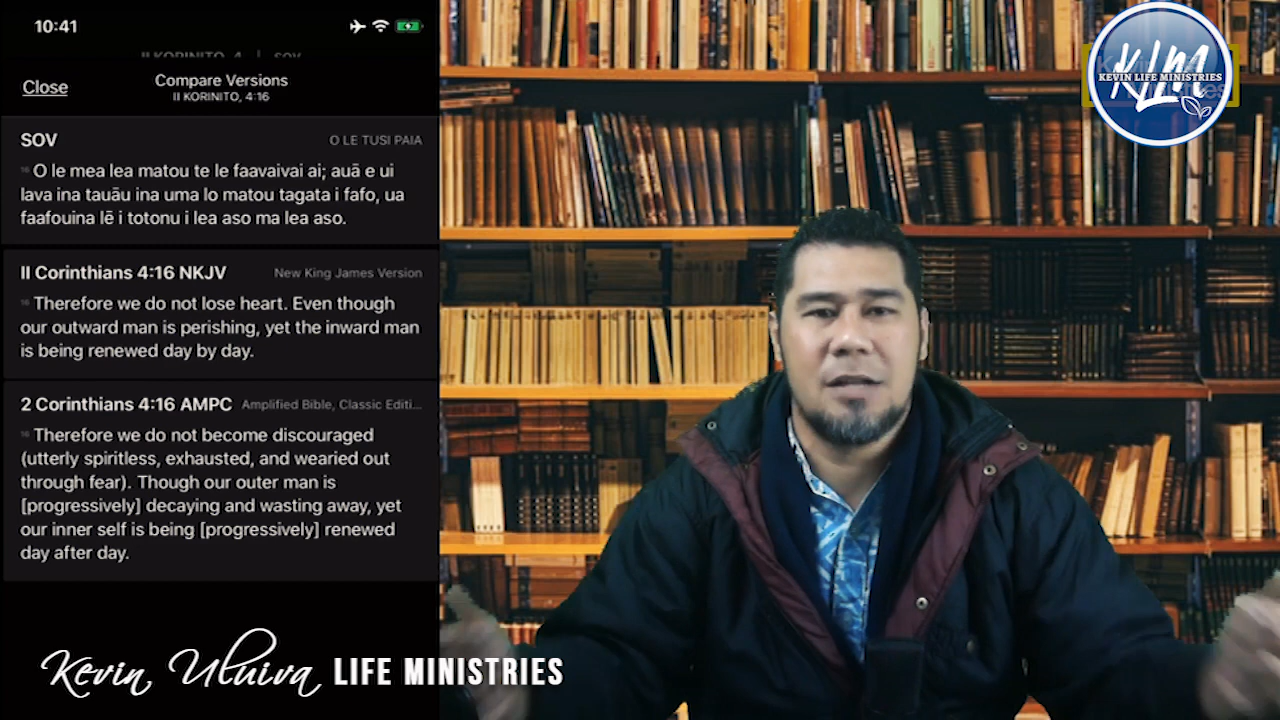 10:41
II KORINITO, 4 | SOV
Close
Compare Versions
II KORINITO, 4:16
SOV
O LE TUSI PAIA
16 O le mea lea matou te le faavaivai ai; auā e ui
lava ina tauāu ina uma lo matou tagata i fafo, ua
faafouina lē i totonu i lea aso ma lea aso.
II Corinthians 4:16 NKJV
New King James Version
16 Therefore we do not lose heart. Even though
our outward man is perishing, yet the inward man
is being renewed day by day.
2 Corinthians 4:16 AMPC
Amplified Bible, Classic Editi...
16 Therefore we do not become discouraged
(utterly spiritless, exhausted, and wearied out
through fear). Though our outer man is
[progressively] decaying and wasting away, yet
our inner self is being [progressively] renewed
day after day.
KLM
KEVIN LIFE MINISTRIES
Kevin Uluiva LIFE MINISTRIES